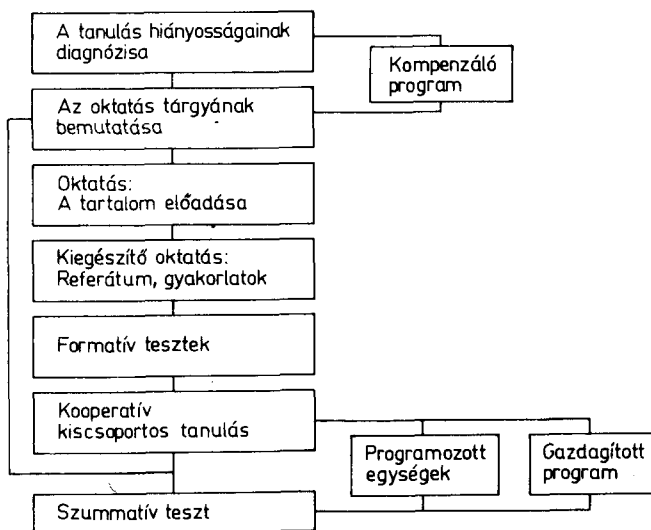 A tanulás hiányosságainak
diagnózisa
Kompenzáló
program
Az oktatás tárgyának
bemutatása
Oktatás:
A tartalom előadása
Kiegészítő oktatás:
Referátum, gyakorlatok
Formatív tesztek
Kooperatív
kiscsoportos tanulás
Programozott
egységek
Gazdagított
program
Szummatív teszt